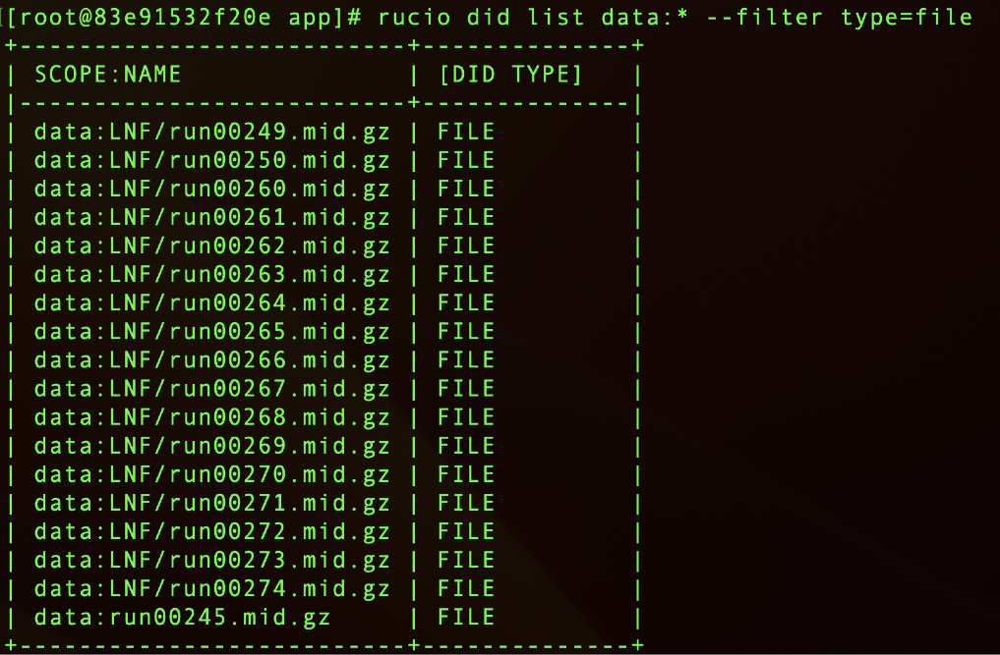 [[root@83e91532f20e app]# rucio did list data:* --filter type=file
+--------------------------+--------------+
| SCOPE:NAME               | [DID TYPE]   |
|--------------------------+--------------|
| data:LNF/run00249.mid.gz | FILE         |
| data:LNF/run00250.mid.gz | FILE         |
| data:LNF/run00260.mid.gz | FILE         |
| data:LNF/run00261.mid.gz | FILE         |
| data:LNF/run00262.mid.gz | FILE         |
| data:LNF/run00263.mid.gz | FILE         |
| data:LNF/run00264.mid.gz | FILE         |
| data:LNF/run00265.mid.gz | FILE         |
| data:LNF/run00266.mid.gz | FILE         |
| data:LNF/run00267.mid.gz | FILE         |
| data:LNF/run00268.mid.gz | FILE         |
| data:LNF/run00269.mid.gz | FILE         |
| data:LNF/run00270.mid.gz | FILE         |
| data:LNF/run00271.mid.gz | FILE         |
| data:LNF/run00272.mid.gz | FILE         |
| data:LNF/run00273.mid.gz | FILE         |
| data:LNF/run00274.mid.gz | FILE         |
| data:run00245.mid.gz     | FILE         |
+--------------------------+--------------+